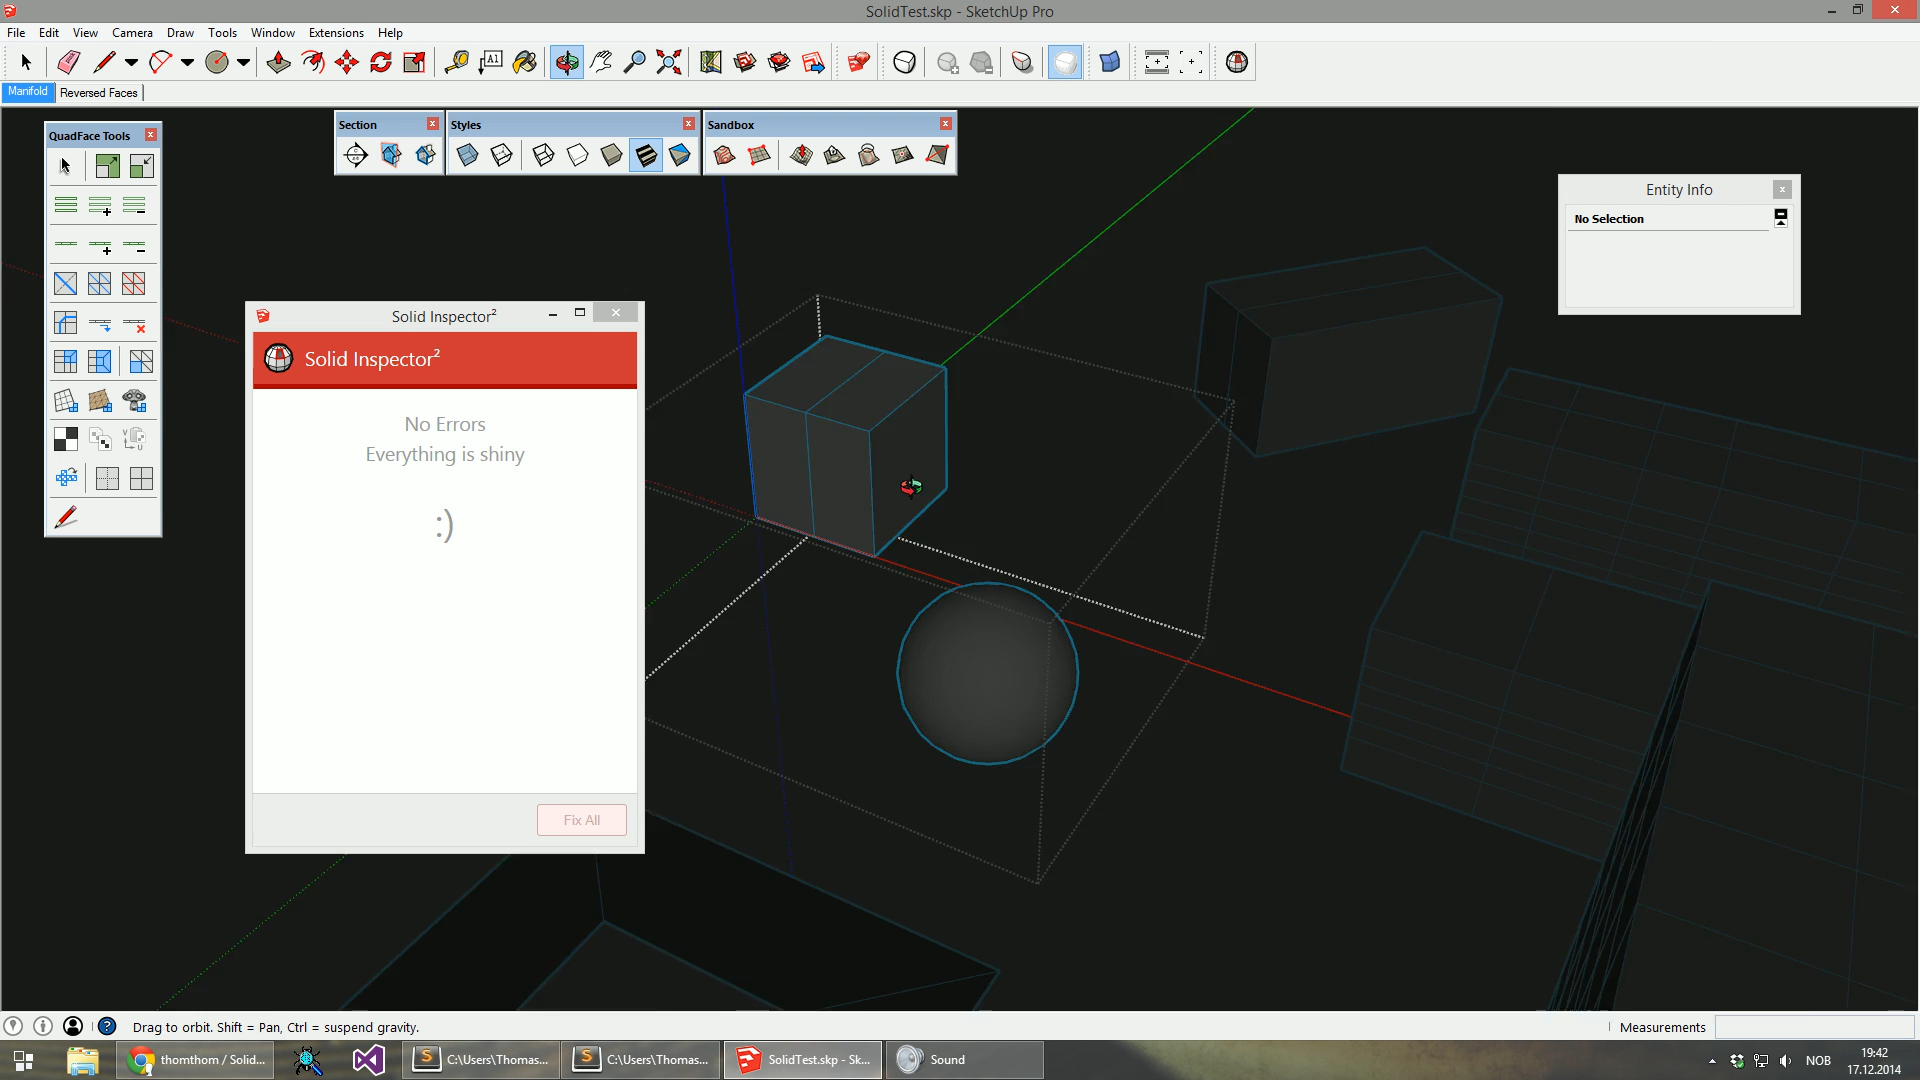 SolidTest.skp - SketchUp Pro
File Edit View Camera Draw Tools Window Extensions Help
A1
Manifold Reversed Faces
QuadFace Tools
Section
Styles
Sandbox
Entity Info
No Selection
Solid Inspector²
Solid Inspector²
No Errors
Everything is shiny
:)
Fix All
Drag to orbit. Shift = Pan, Ctrl = suspend gravity.
Measurements
thomthom / Solid...
C:\Users\Thomas...
C:\Users\Thomas...
SolidTest.skp - Sk...
Sound
NOB
19:42
17.12.2014